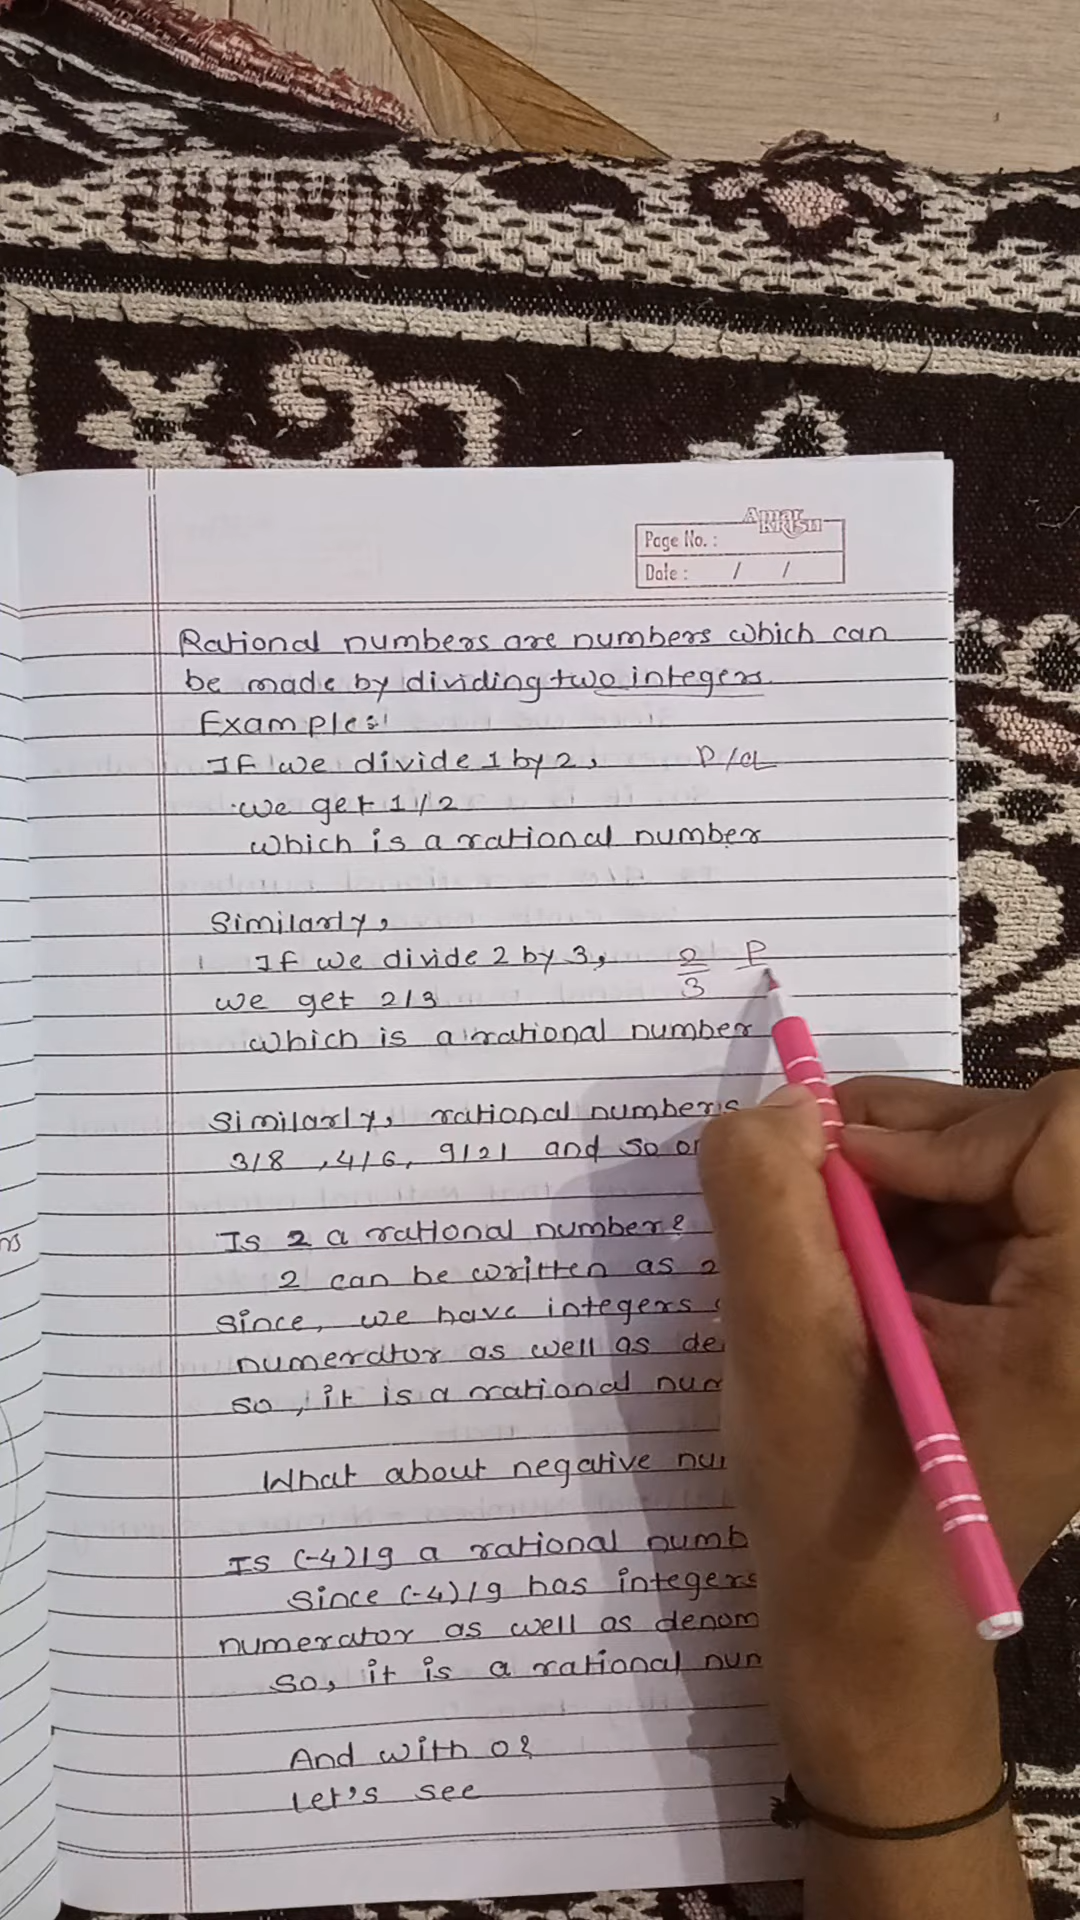 Amar
KRISH
Page No. :
Date : / /
Rational numbers are numbers which can
be made by dividing two integers.
Examples:
If we divide 1 by 2, P/q
we get 1/2
which is a rational number
Similarly,
If we divide 2 by 3, 2/3 P
we get 2/3
which is a rational number
Similarly, rational numbers
3/8 , 4/6, 9/21 and so
Is 2 a rational number?
2 can be written as 2
Since, we have integers
numerator as well as
so, it is a rational
What about negative
Is (-4)/9 a rational numb
Since (-4)/9 has integers
numerator as well as denom
So, it is a rational
And with 0?
Let's see